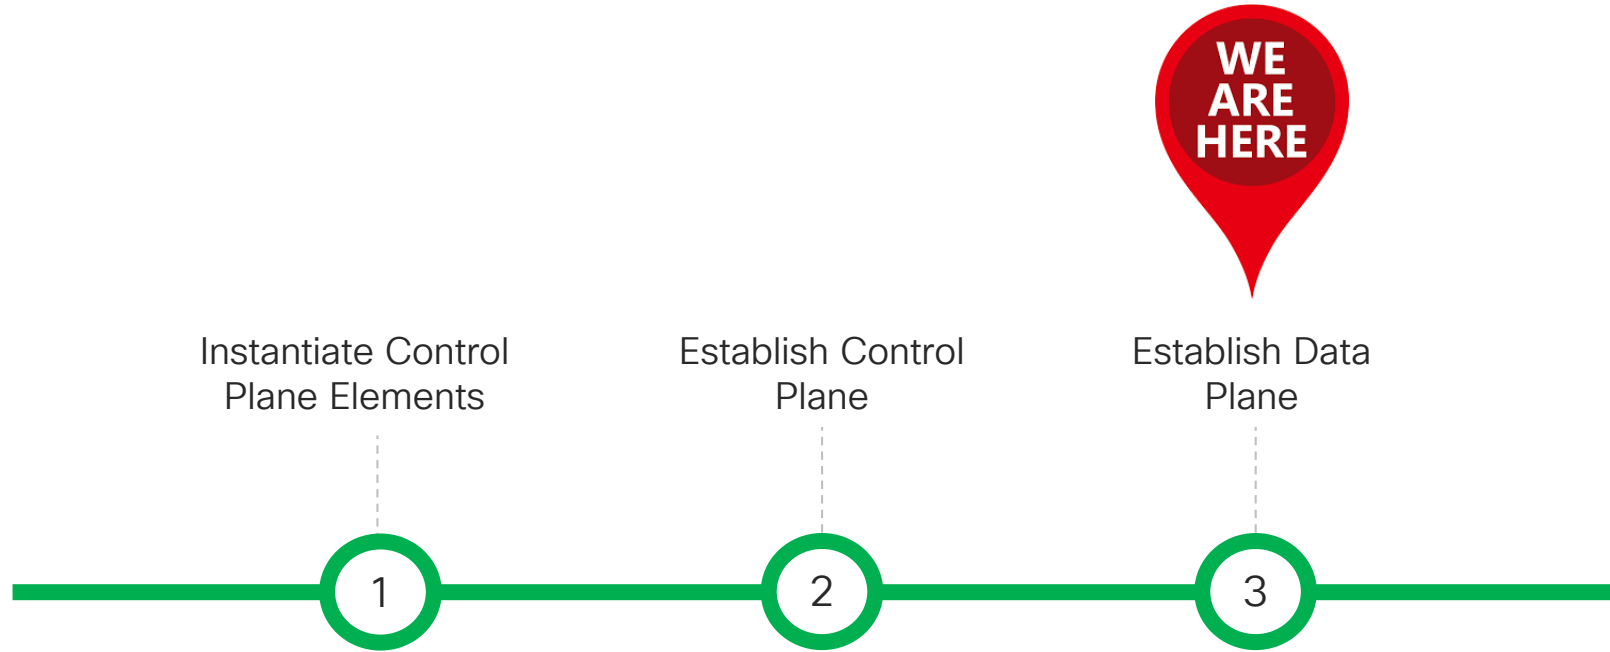 WE
ARE
HERE
Instantiate Control
Plane Elements
Establish Control
Plane
Establish Data
Plane
1
2
3